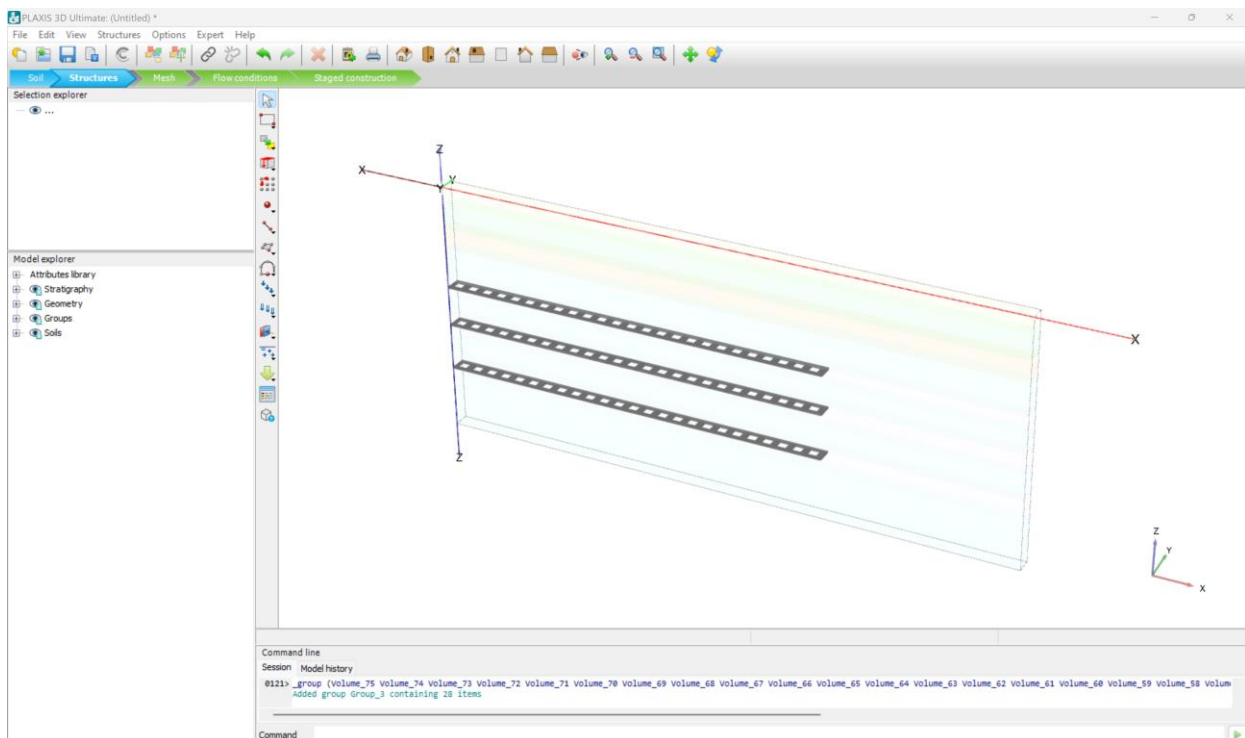 PLAXIS 3D Ultimate: (Untitled) *
File Edit View Structures Options Expert Help
Soil Structures Mesh Flow conditions Staged construction
Selection explorer
...
Model explorer
Attributes library
Stratigraphy
Geometry
Groups
Soils
Z
X
Y Y
X
Z
Z
Y
X
Command line
Session Model history
0121> _group (Volume_75 Volume_74 Volume_73 Volume_72 Volume_71 Volume_70 Volume_69 Volume_68 Volume_67 Volume_66 Volume_65 Volume_64 Volume_63 Volume_62 Volume_61 Volume_60 Volume_59 Volume_58 Volum
Added group Group_3 containing 28 items
Command